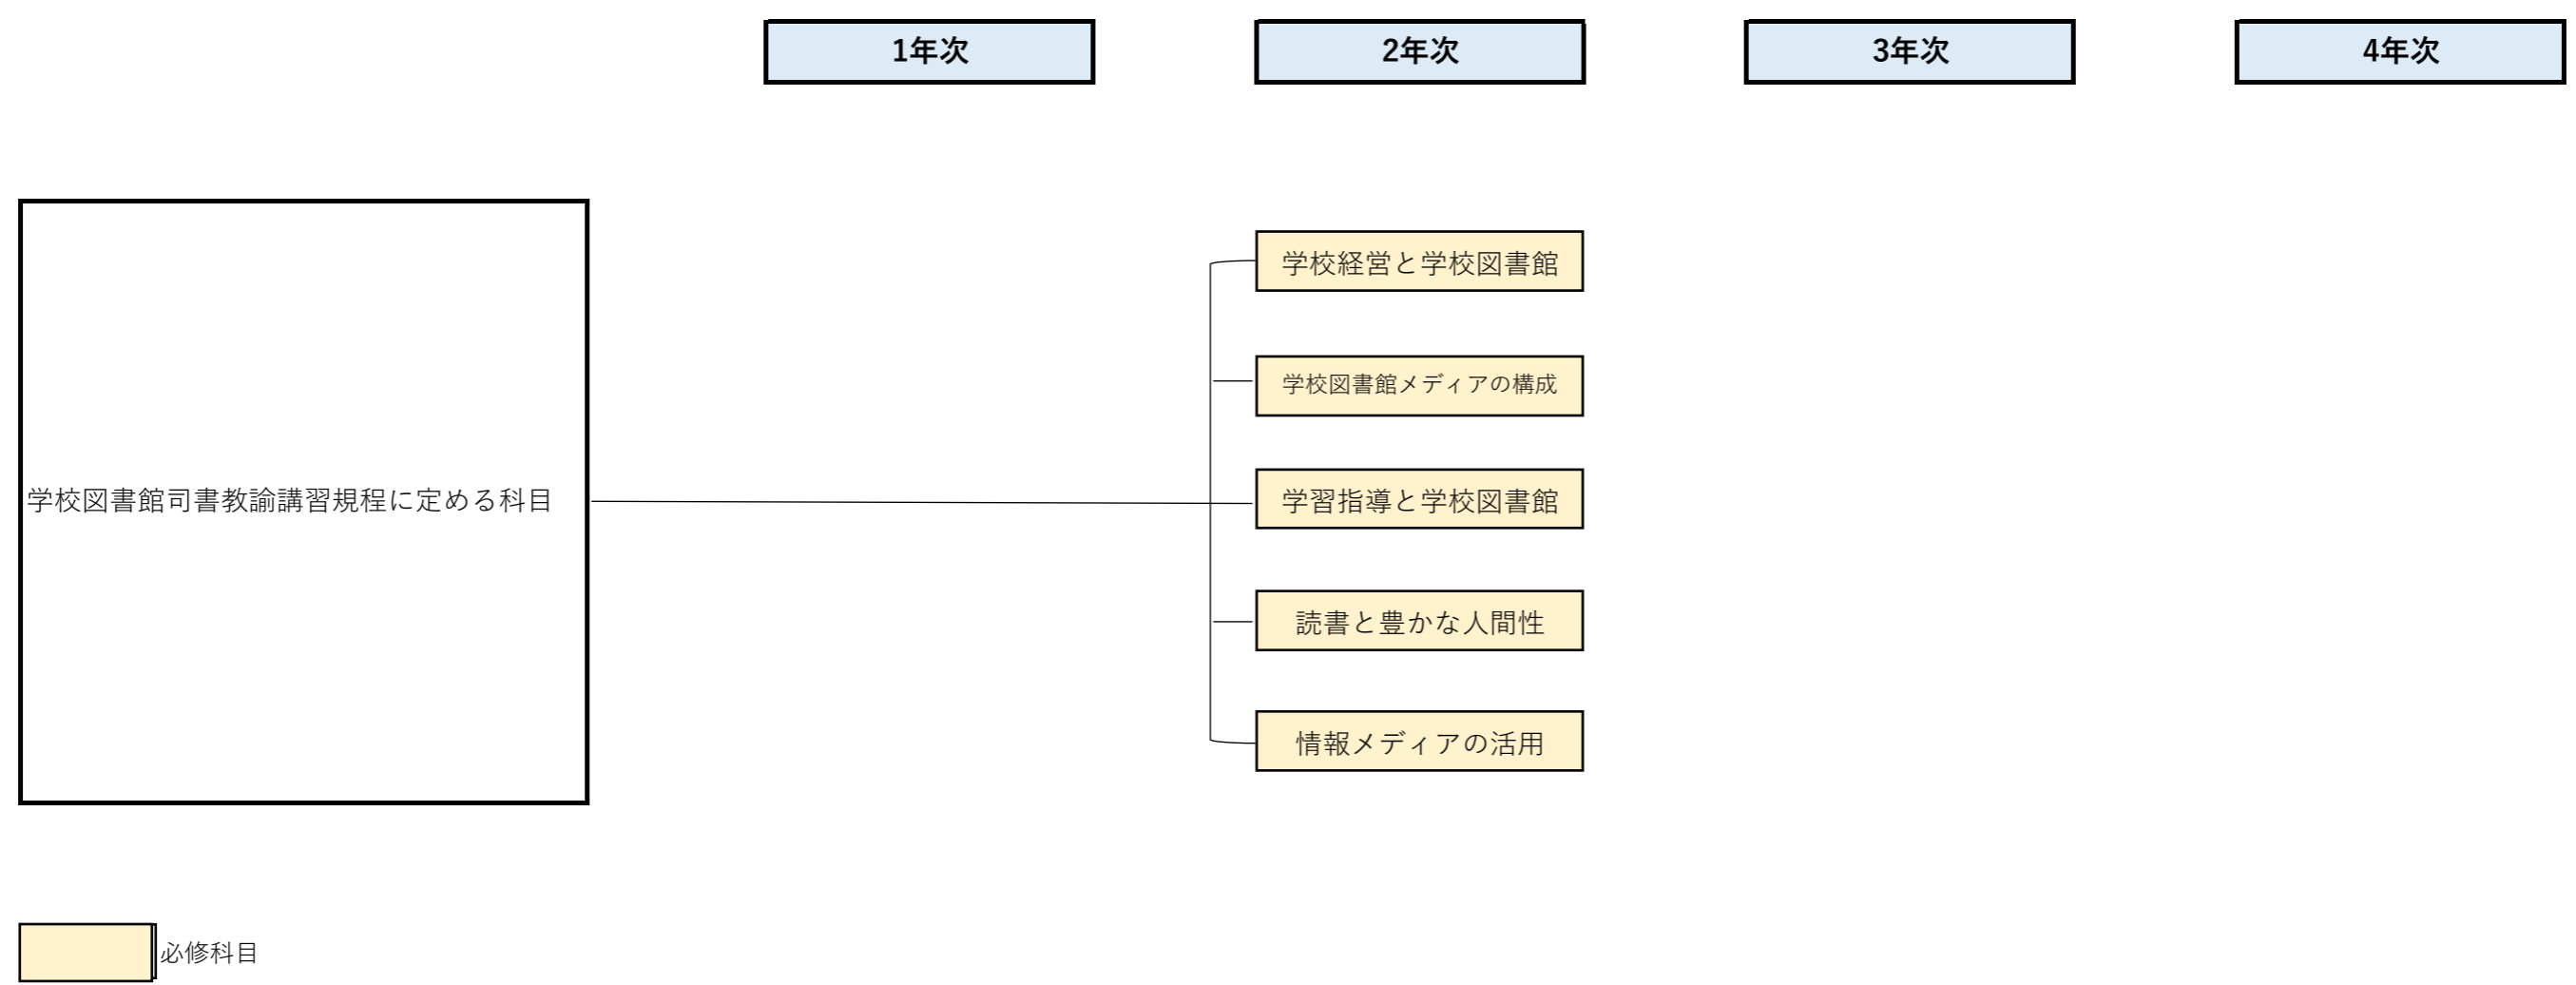 1年次
2年次
3年次
4年次
学校経営と学校図書館
学校図書館メディアの構成
学校図書館司書教諭講習規程に定める科目
学習指導と学校図書館
読書と豊かな人間性
情報メディアの活用
必修科目